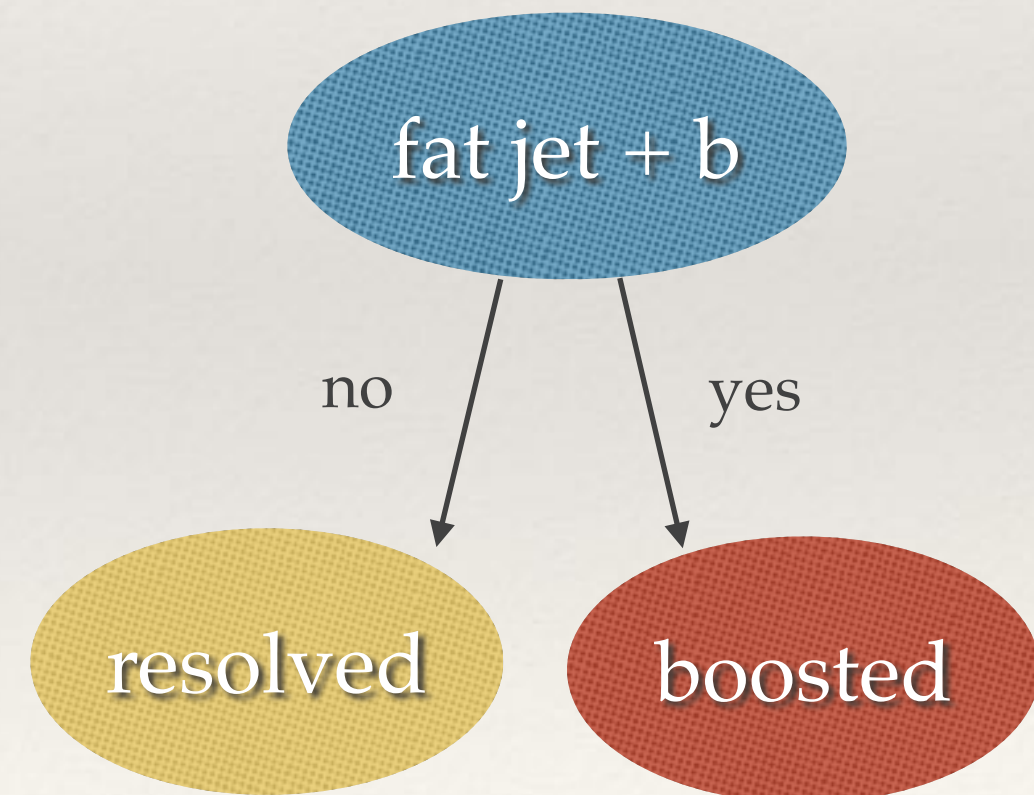 fat jet + b
no
yes
resolved
boosted